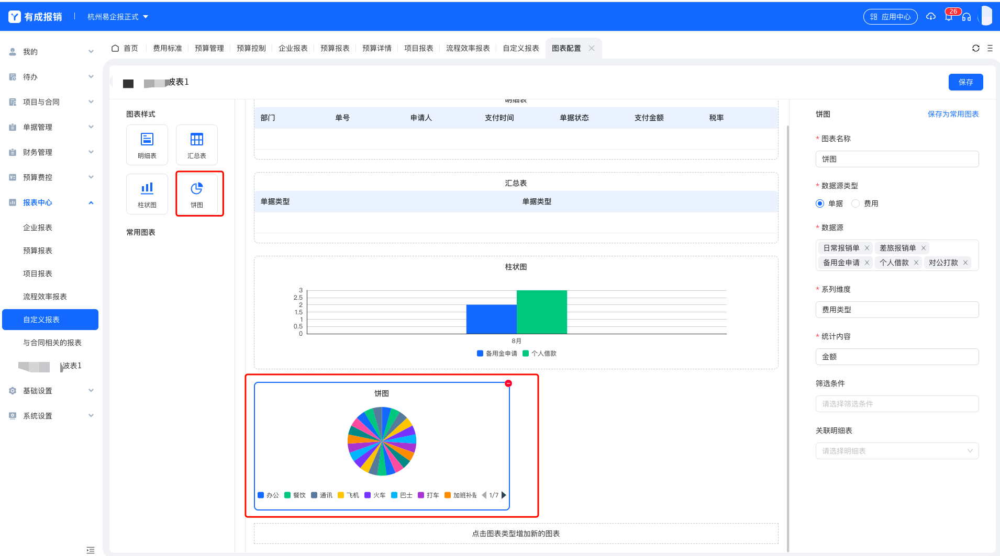 有成报销
杭州易企报正式
应用中心
26
我的
待办
项目与合同
单据管理
财务管理
预算费控
报表中心
企业报表
预算报表
项目报表
流程效率报表
自定义报表
与合同相关的报表
波表1
基础设置
系统设置
首页
费用标准
预算管理
预算控制
企业报表
预算报表
预算详情
项目报表
流程效率报表
自定义报表
图表配置
波表1
保存
图表样式
明细表
汇总表
柱状图
饼图
常用图表
明细表
部门 单号 申请人 支付时间 单据状态 支付金额 税率
汇总表
单据类型 单据类型
柱状图
3
2.5
2
1.5
1
0.5
0
8月
备用金申请 个人借款
饼图
办公 餐饮 通讯 飞机 火车 巴士 打车 加班补贴 1/7
点击图表类型增加新的图表
饼图
保存为常用图表
* 图表名称
饼图
* 数据源类型
单据 费用
* 数据源
日常报销单 差旅报销单
备用金申请 个人借款 对公打款
* 系列维度
费用类型
* 统计内容
金额
筛选条件
请选择筛选条件
关联明细表
请选择明细表